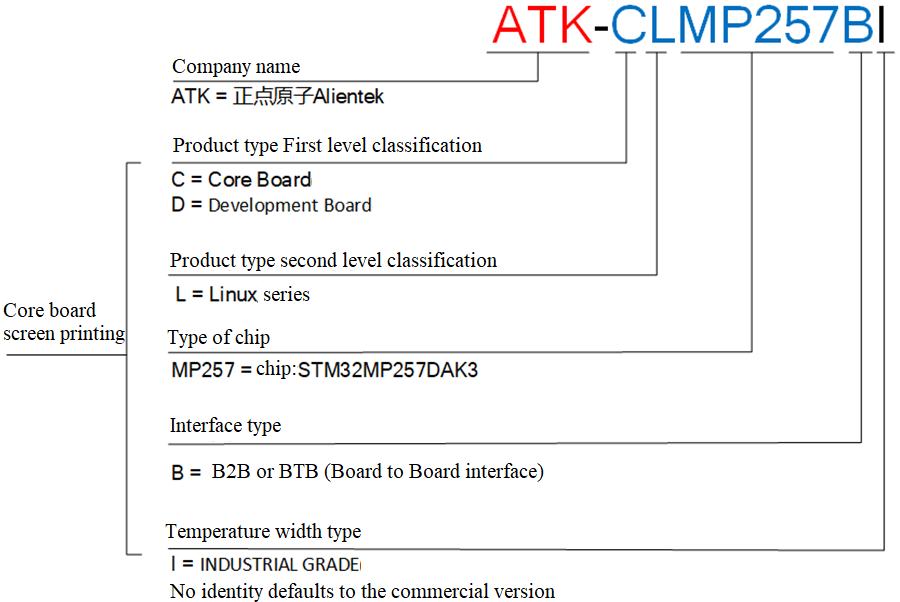 ATK-CLMP257BI
Company name
ATK = 正点原子Alientek
Product type First level classification
C = Core Board
D = Development Board
Product type second level classification
L = Linux series
Core board
screen printing
Type of chip
MP257 = chip:STM32MP257DAK3
Interface type
B = B2B or BTB (Board to Board interface)
Temperature width type
I = INDUSTRIAL GRADE
No identity defaults to the commercial version